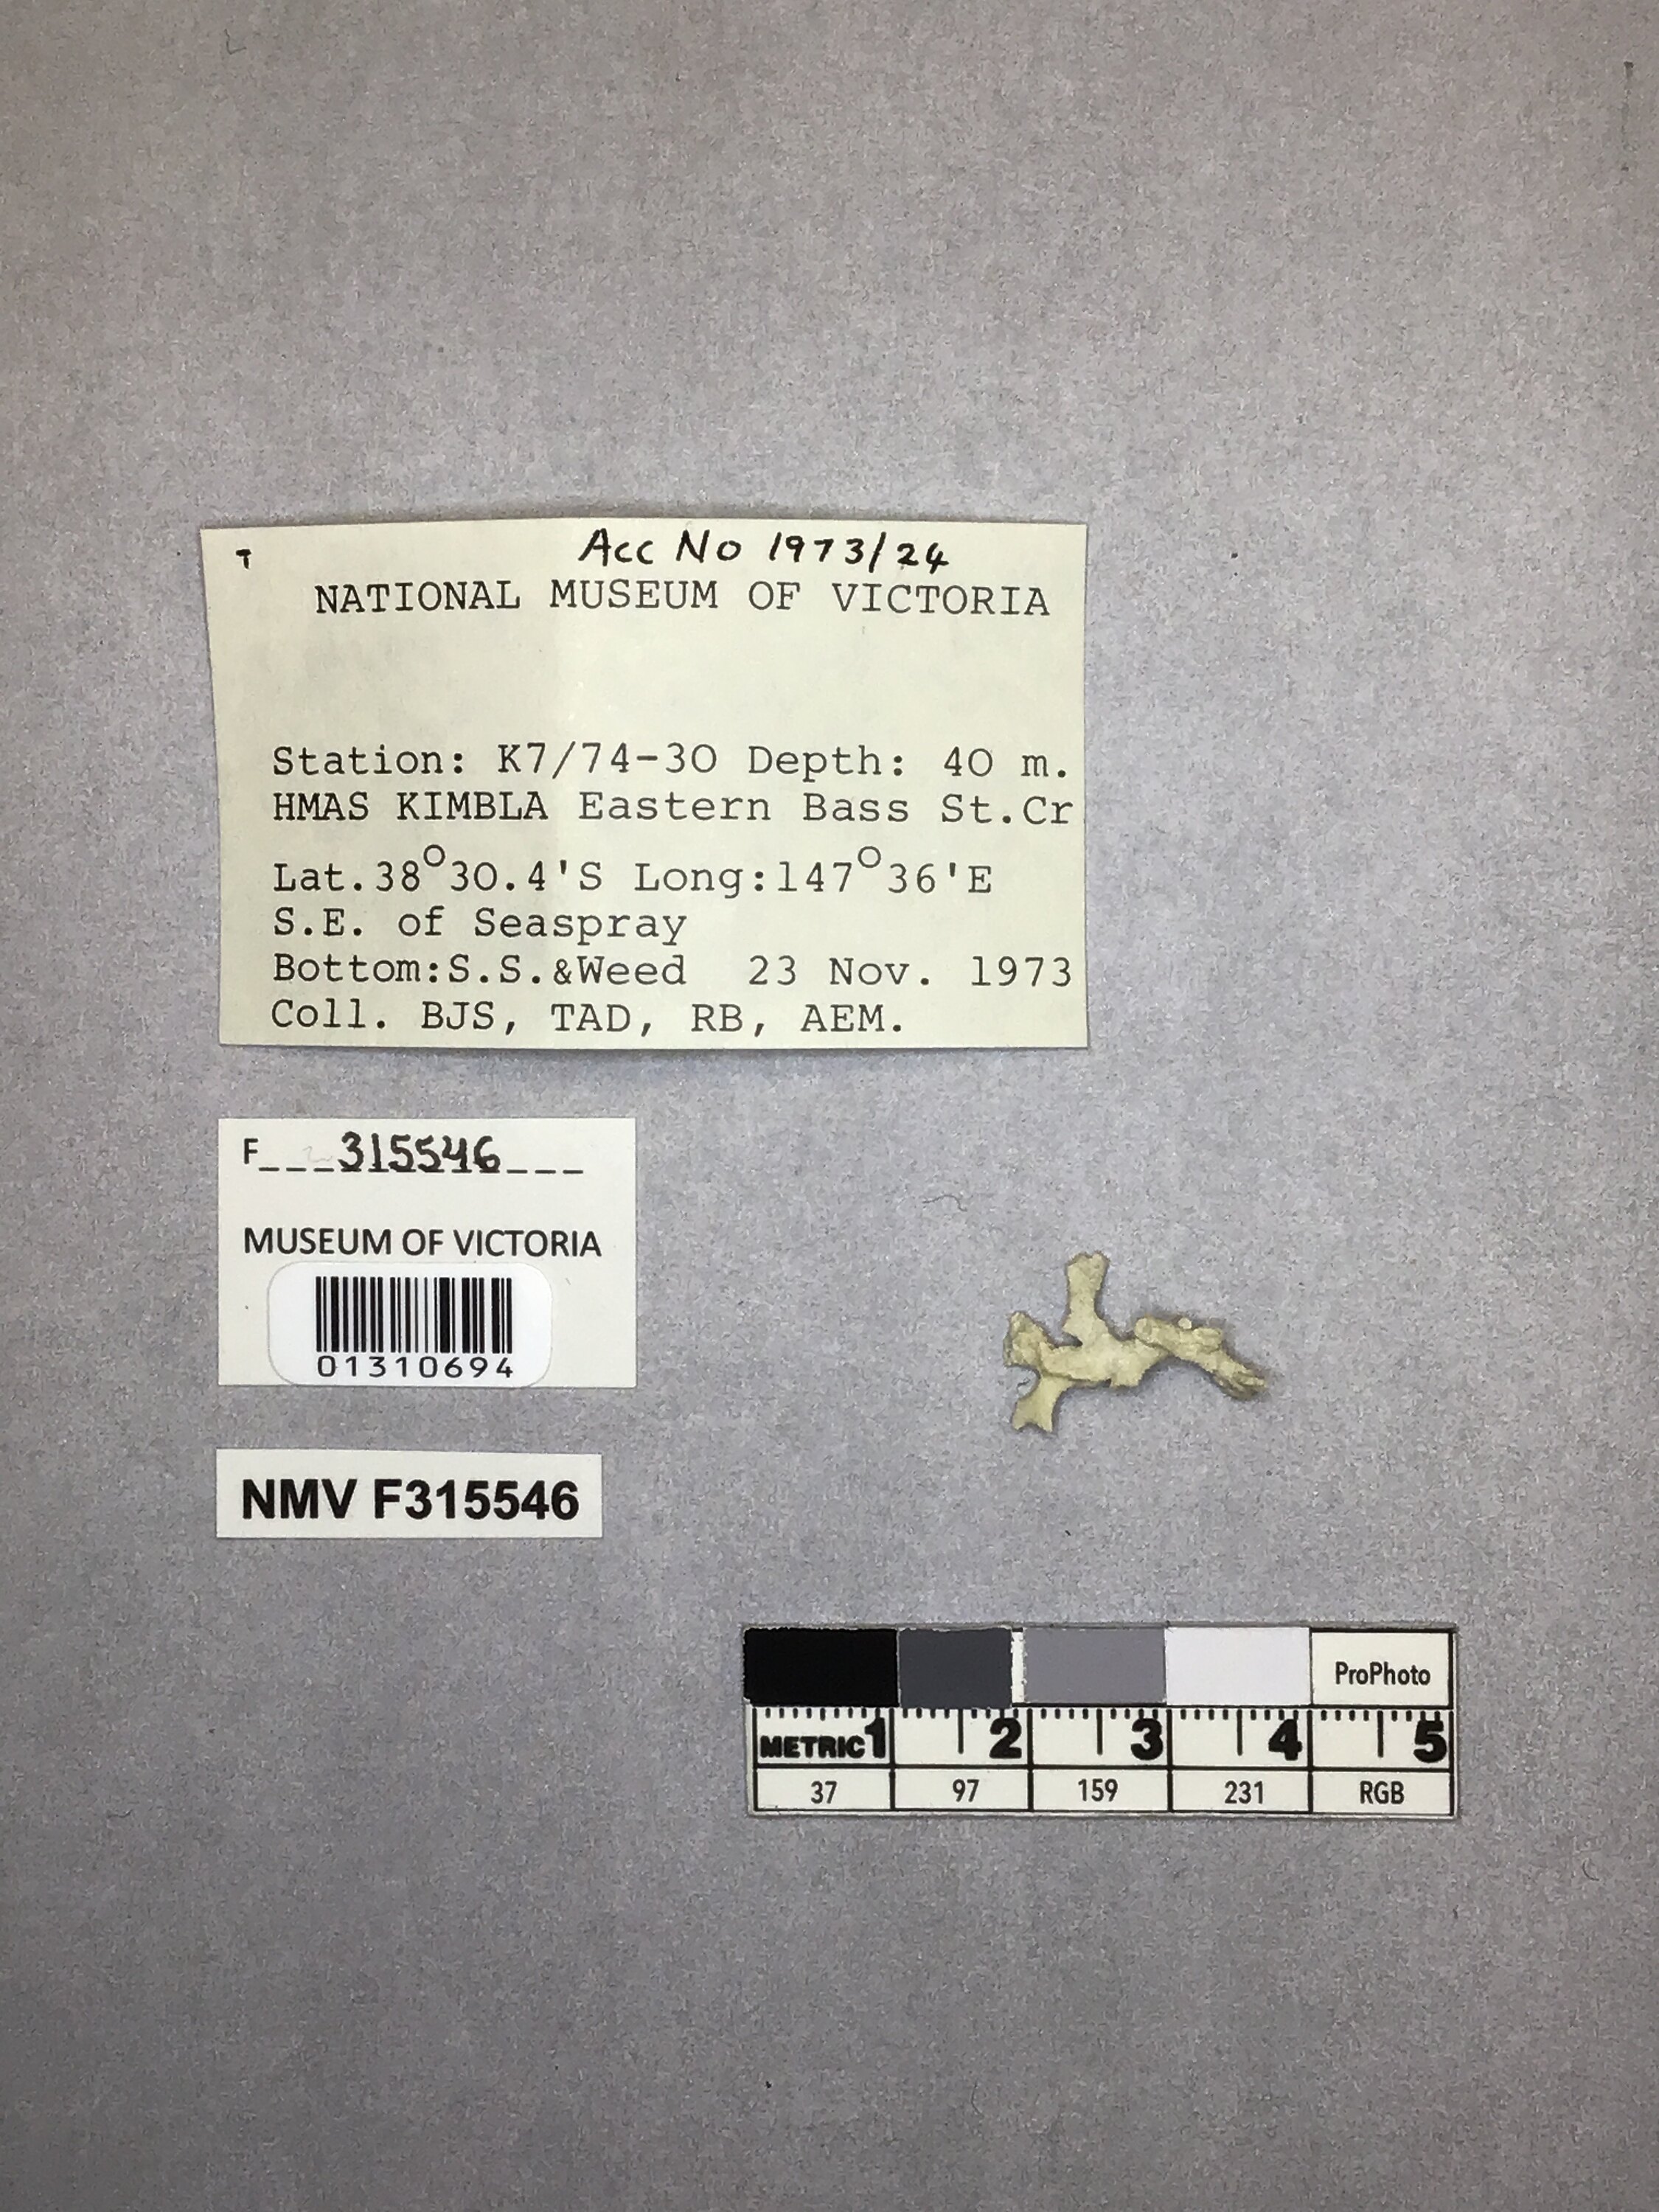 T Acc No 1973/24
NATIONAL MUSEUM OF VICTORIA
Station: K7/74-30 Depth: 40 m.
HMAS KIMBLA Eastern Bass St.Cr
Lat.38°30.4'S Long:147°36'E
S.E. of Seaspray
Bottom:S.S.&Weed 23 Nov. 1973
Coll. BJS, TAD, RB, AEM.
F___315546___
MUSEUM OF VICTORIA
01310694
NMV F315546
ProPhoto
METRIC 1 2 3 4 5
37 97 159 231 RGB